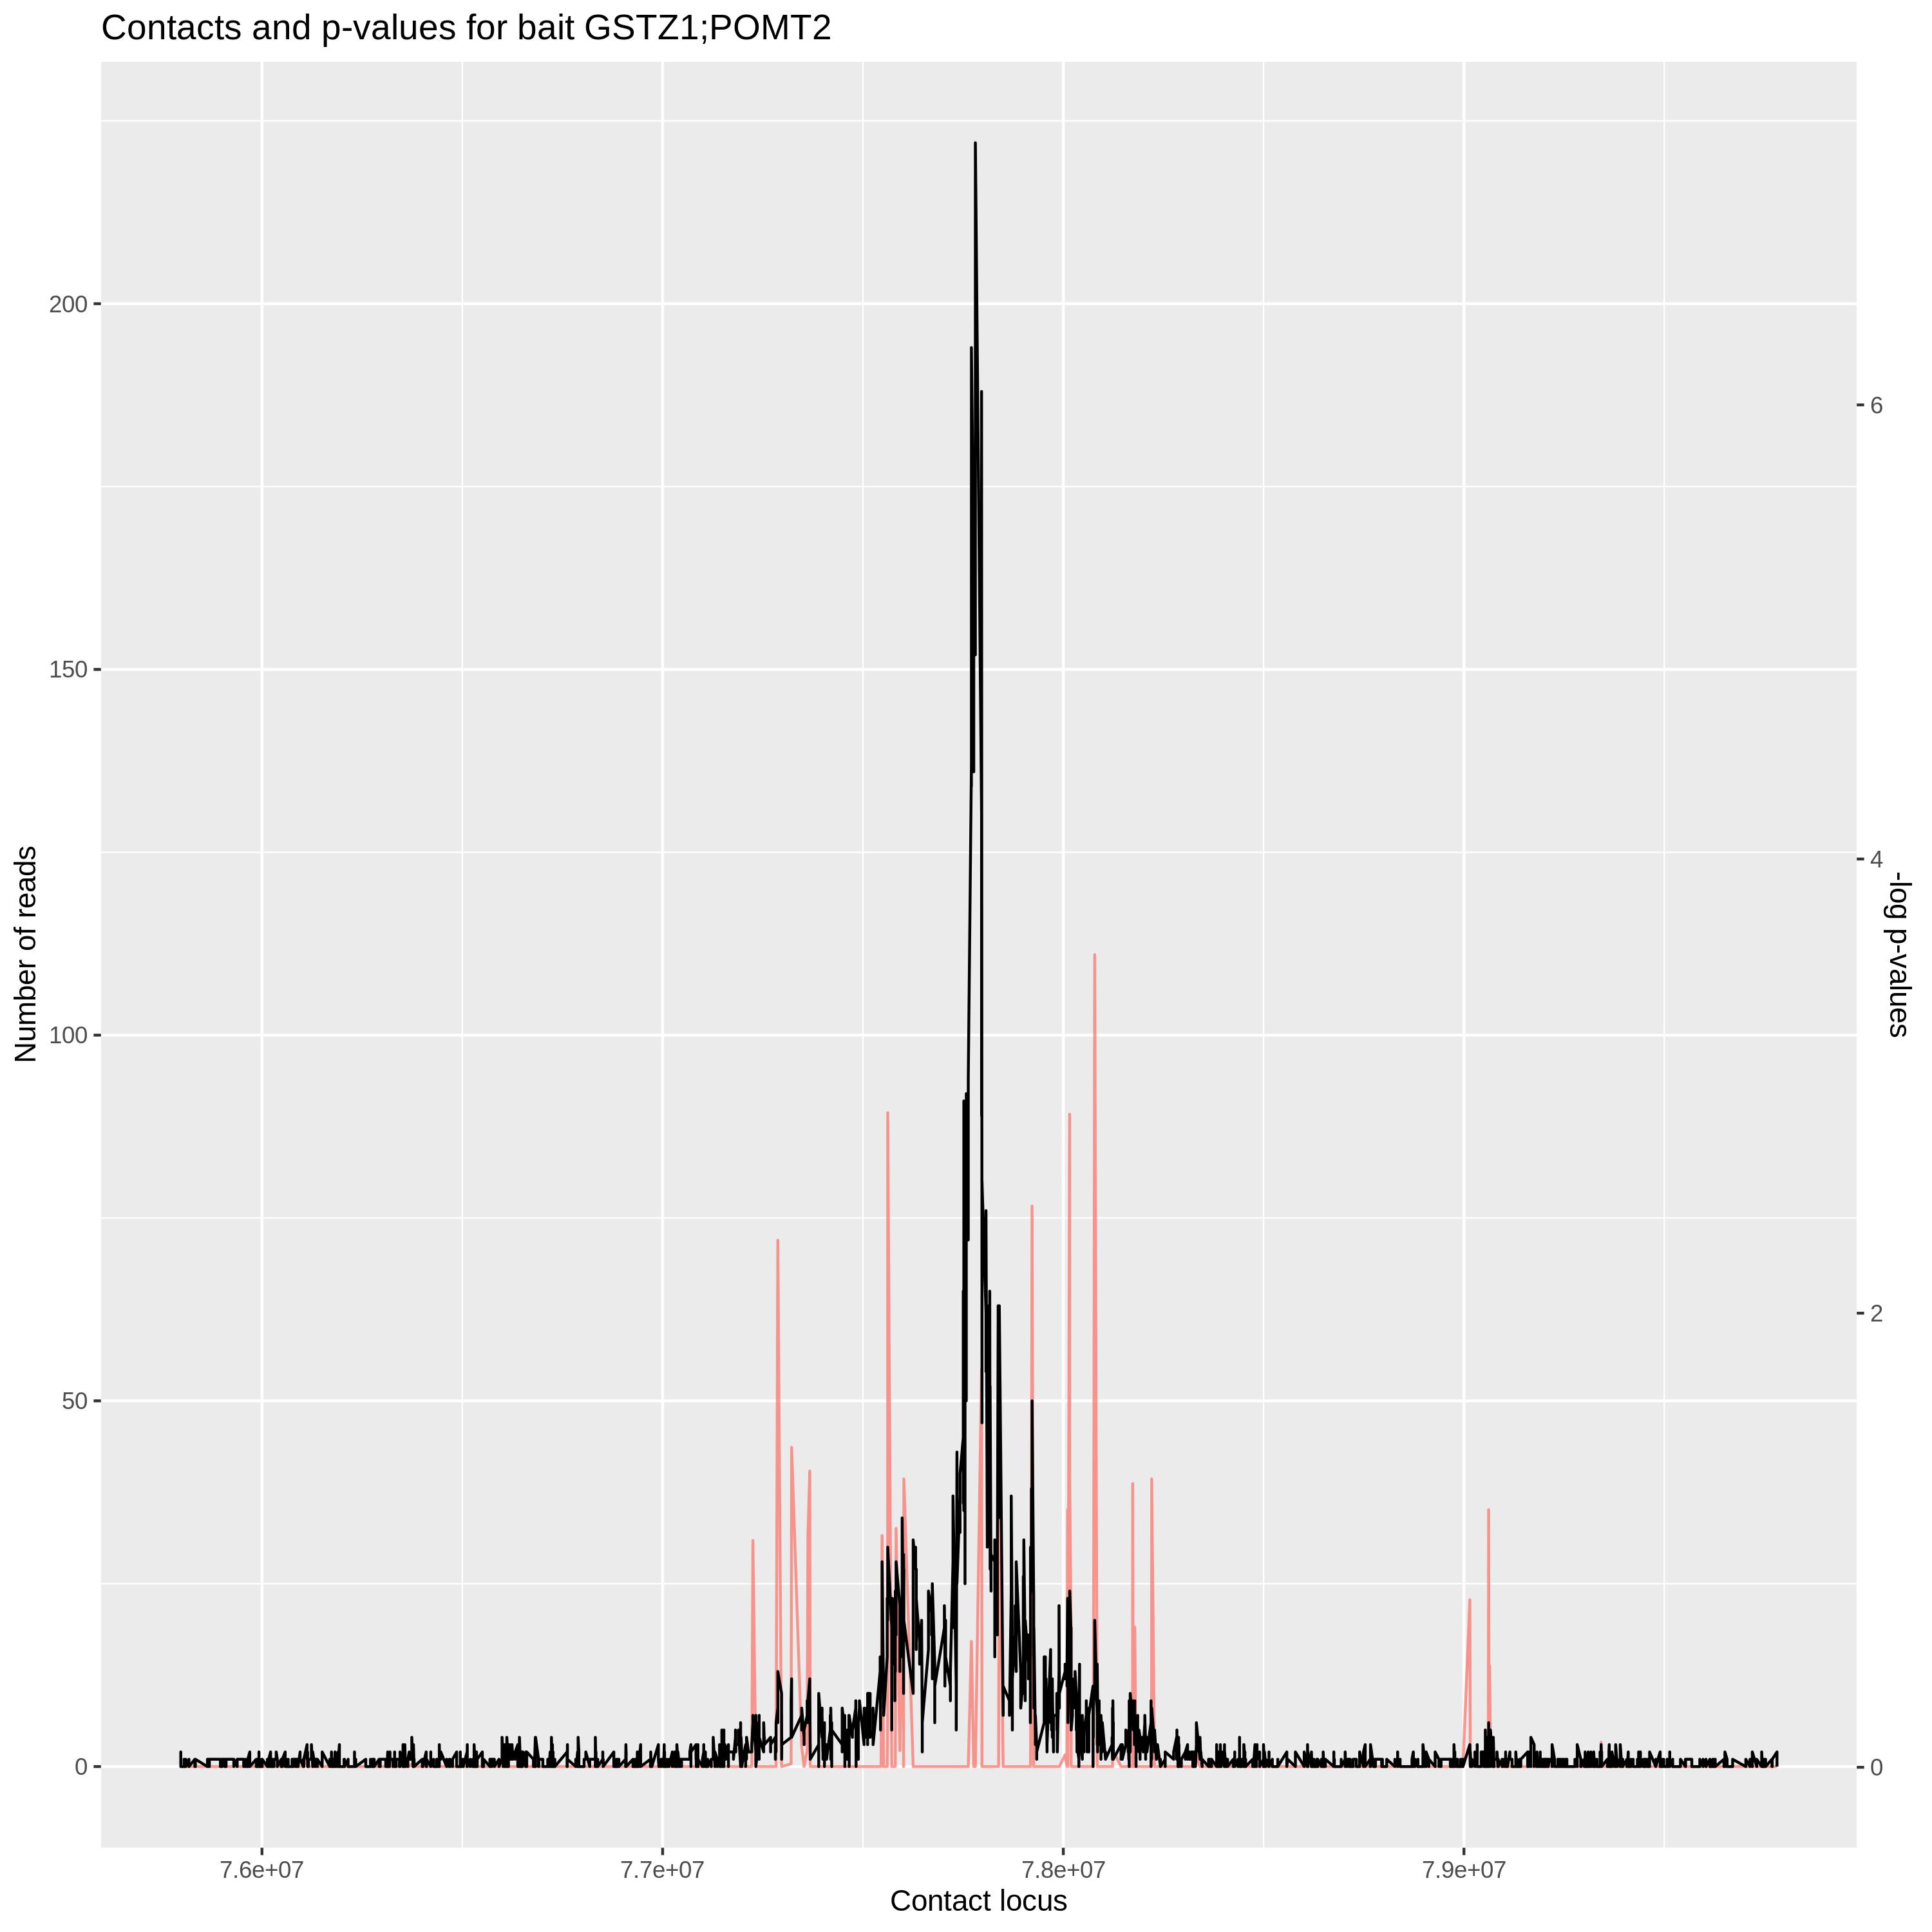 Contacts and p-values for bait GSTZ1;POMT2
Number of reads
200
150
100
50
0
6
4
2
0
-log p-values
7.6e+07
7.7e+07
7.8e+07
7.9e+07
Contact locus